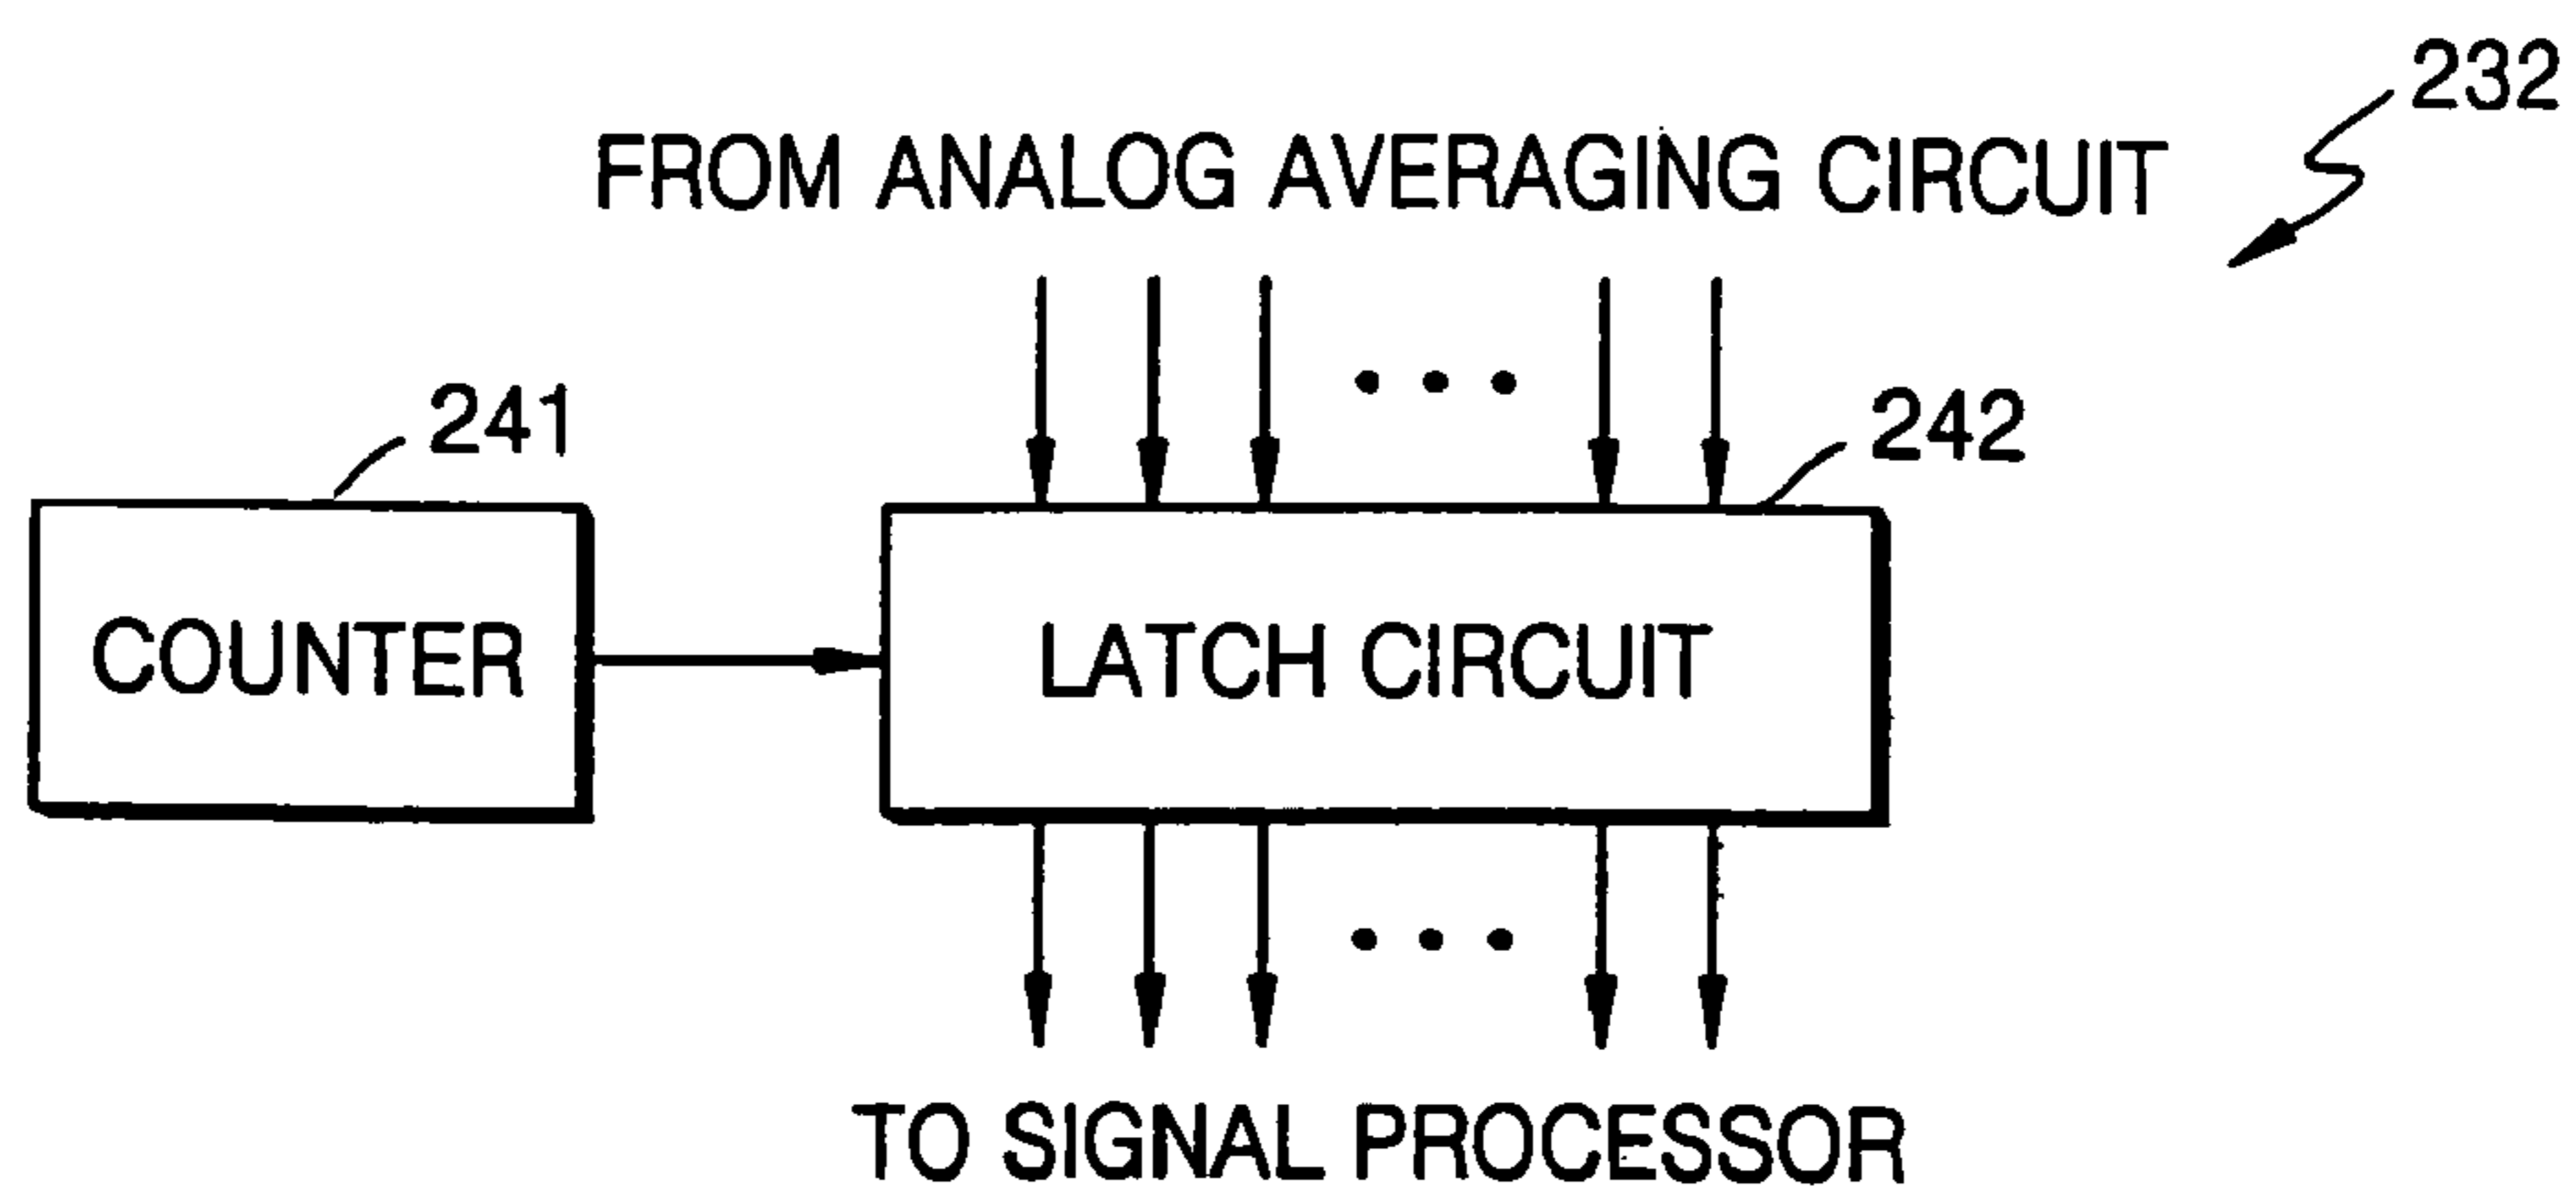 232
FROM ANALOG AVERAGING CIRCUIT
241
242
COUNTER
LATCH CIRCUIT
TO SIGNAL PROCESSOR